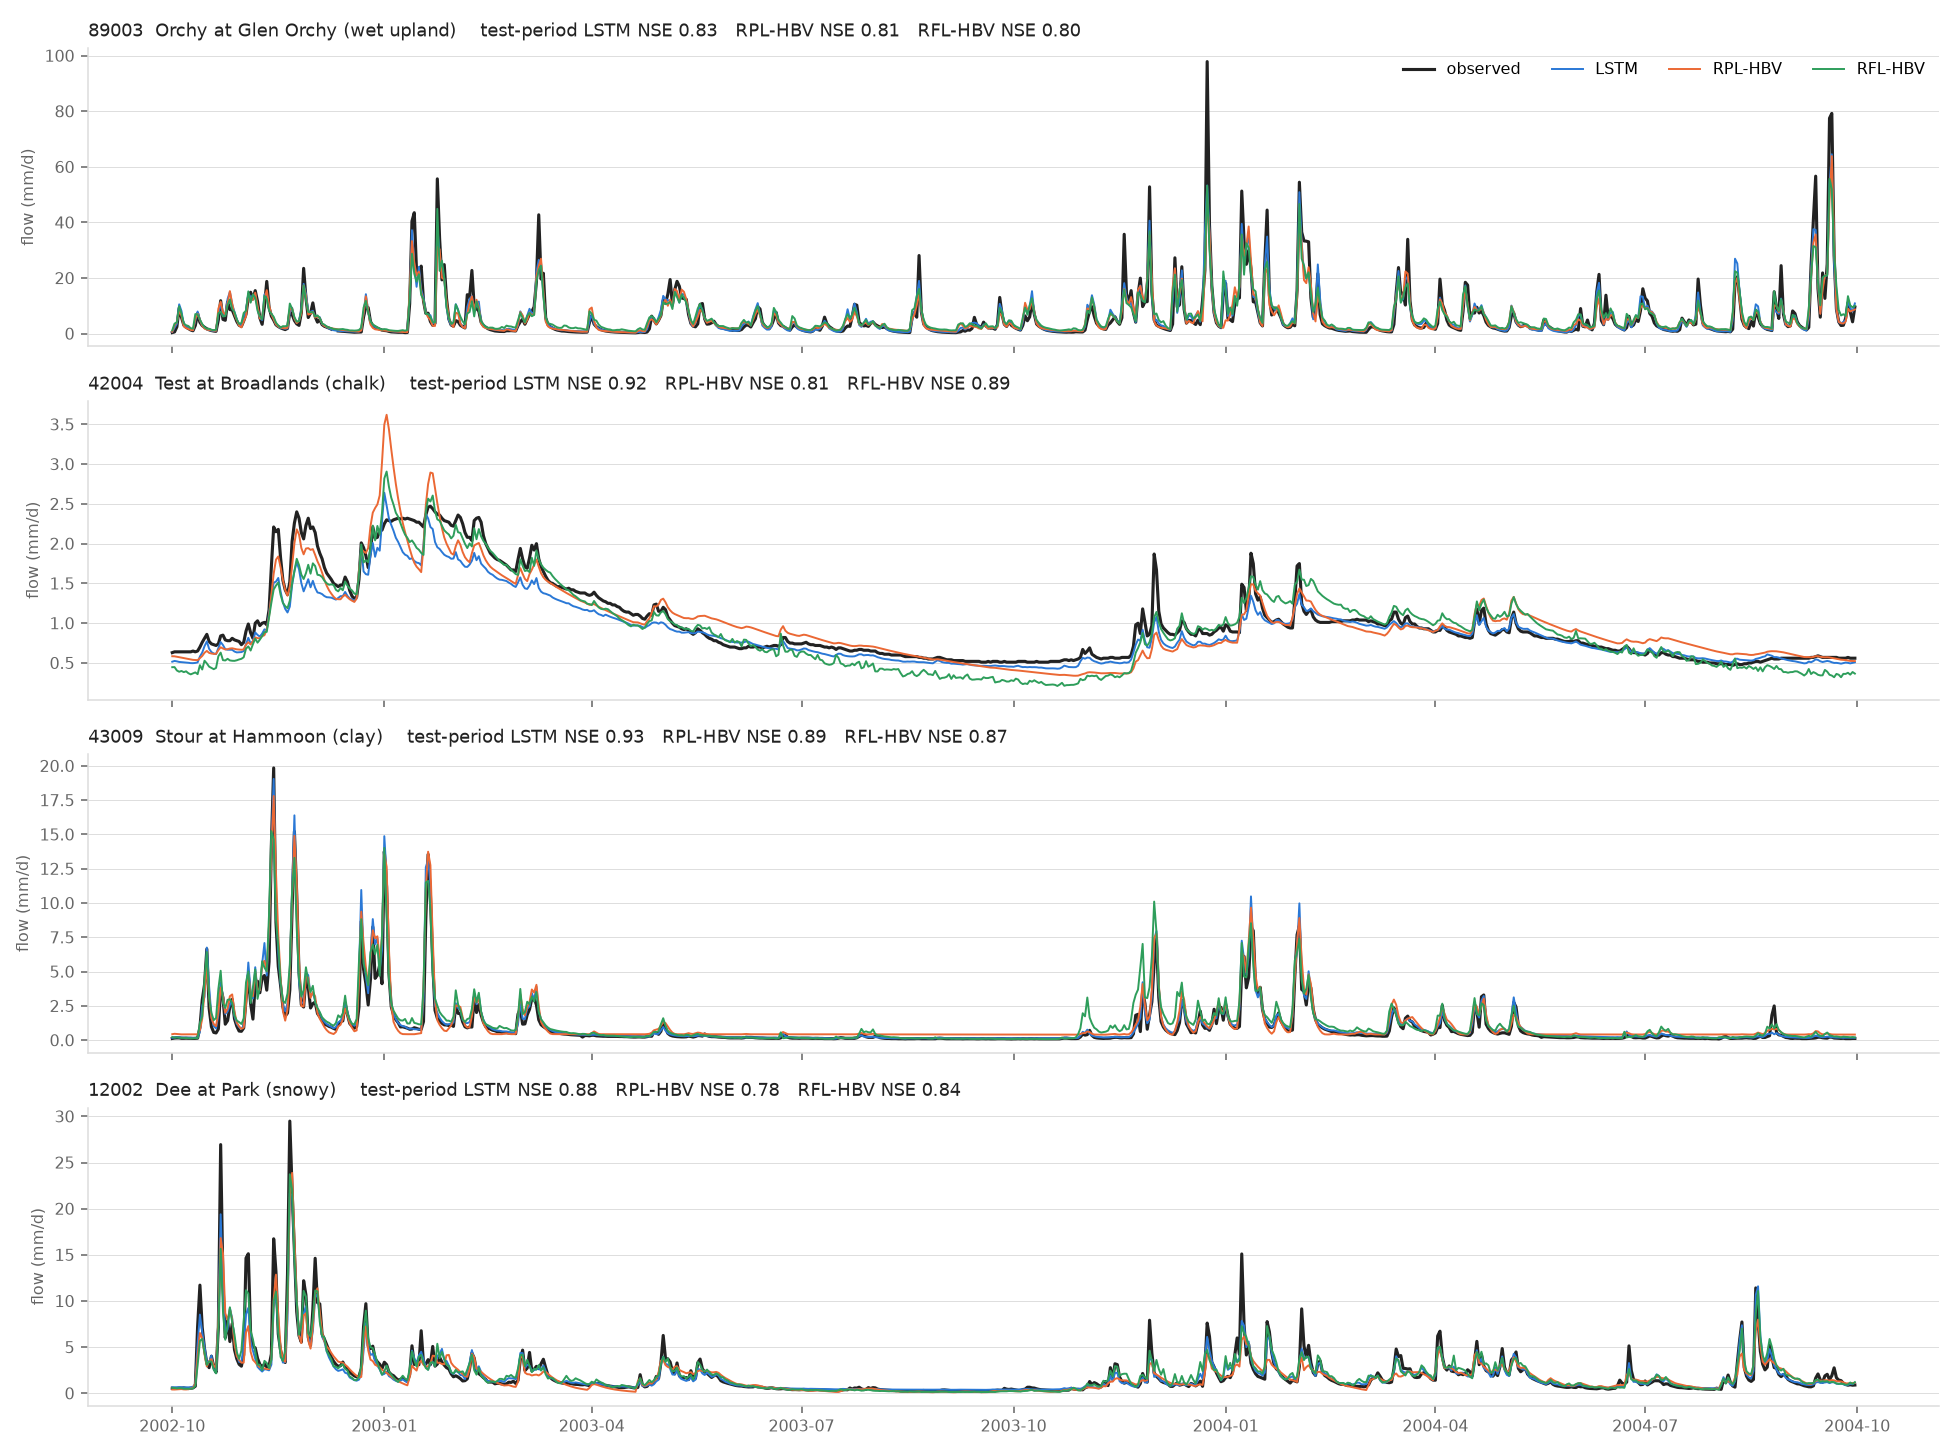 89003  Orchy at Glen Orchy (wet upland)    test-period LSTM NSE 0.83   RPL-HBV NSE 0.81   RFL-HBV NSE 0.80
observed   LSTM   RPL-HBV   RFL-HBV
100
80
60
40
20
0
flow (mm/d)
42004  Test at Broadlands (chalk)    test-period LSTM NSE 0.92   RPL-HBV NSE 0.81   RFL-HBV NSE 0.89
3.5
3.0
2.5
2.0
1.5
1.0
0.5
flow (mm/d)
43009  Stour at Hammoon (clay)    test-period LSTM NSE 0.93   RPL-HBV NSE 0.89   RFL-HBV NSE 0.87
20.0
17.5
15.0
12.5
10.0
7.5
5.0
2.5
0.0
flow (mm/d)
12002  Dee at Park (snowy)    test-period LSTM NSE 0.88   RPL-HBV NSE 0.78   RFL-HBV NSE 0.84
30
25
20
15
10
5
0
flow (mm/d)
2002-10   2003-01   2003-04   2003-07   2003-10   2004-01   2004-04   2004-07   2004-10